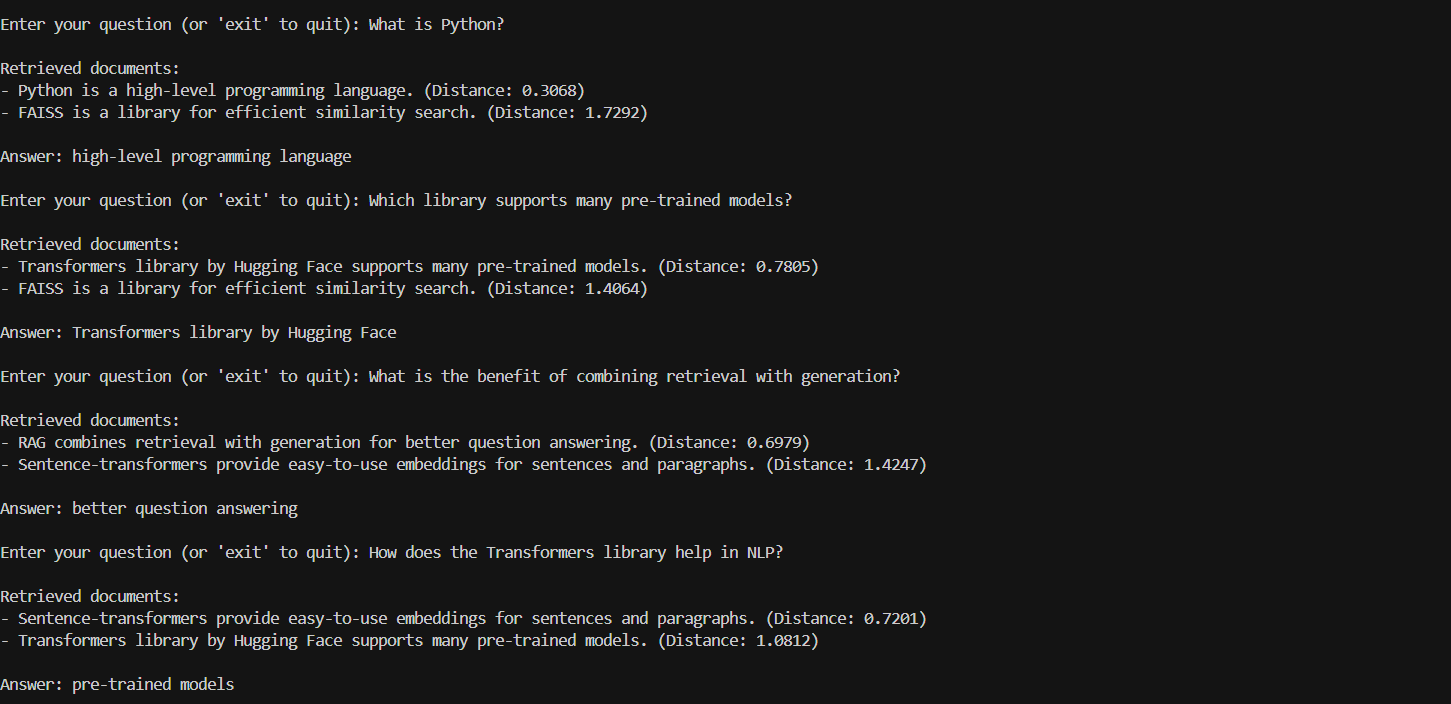 Enter your question (or 'exit' to quit): What is Python?
Retrieved documents:
- Python is a high-level programming language. (Distance: 0.3068)
- FAISS is a library for efficient similarity search. (Distance: 1.7292)
Answer: high-level programming language
Enter your question (or 'exit' to quit): Which library supports many pre-trained models?
Retrieved documents:
- Transformers library by Hugging Face supports many pre-trained models. (Distance: 0.7805)
- FAISS is a library for efficient similarity search. (Distance: 1.4064)
Answer: Transformers library by Hugging Face
Enter your question (or 'exit' to quit): What is the benefit of combining retrieval with generation?
Retrieved documents:
- RAG combines retrieval with generation for better question answering. (Distance: 0.6979)
- Sentence-transformers provide easy-to-use embeddings for sentences and paragraphs. (Distance: 1.4247)
Answer: better question answering
Enter your question (or 'exit' to quit): How does the Transformers library help in NLP?
Retrieved documents:
- Sentence-transformers provide easy-to-use embeddings for sentences and paragraphs. (Distance: 0.7201)
- Transformers library by Hugging Face supports many pre-trained models. (Distance: 1.0812)
Answer: pre-trained models